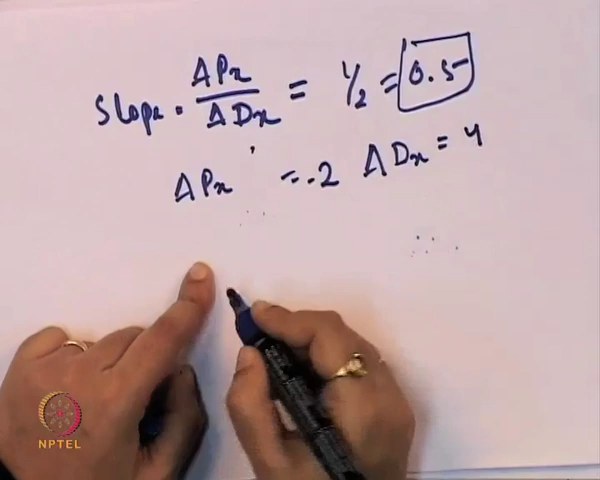 Slope = ΔPx / ΔDx = 1/2 = 0.5
ΔPx = -2 ΔDx = 4
NPTEL